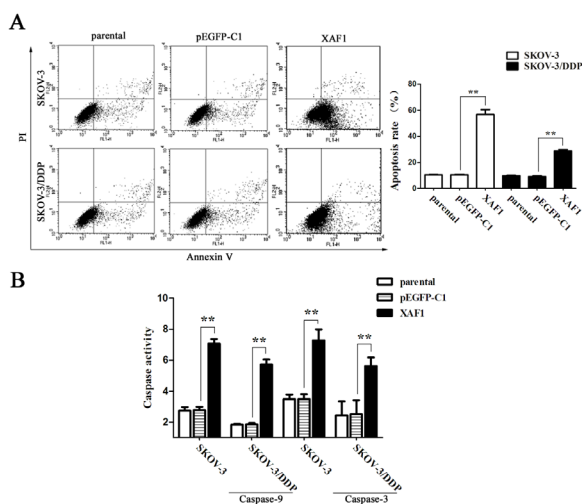 A
parental
pEGFP-C1
XAF1
SKOV-3
SKOV-3/DDP
PI
Annexin V
FL2-H
FL1-H
SKOV-3
SKOV-3/DDP
Apoptosis rate (%)
80
60
40
20
0
**
**
parental
pEGFP-C1
XAF1
parental
pEGFP-C1
XAF1
B
parental
pEGFP-C1
XAF1
Caspase activity
8
6
4
2
**
**
**
**
SKOV-3
SKOV-3/DDP
SKOV-3
SKOV-3/DDP
Caspase-9
Caspase-3